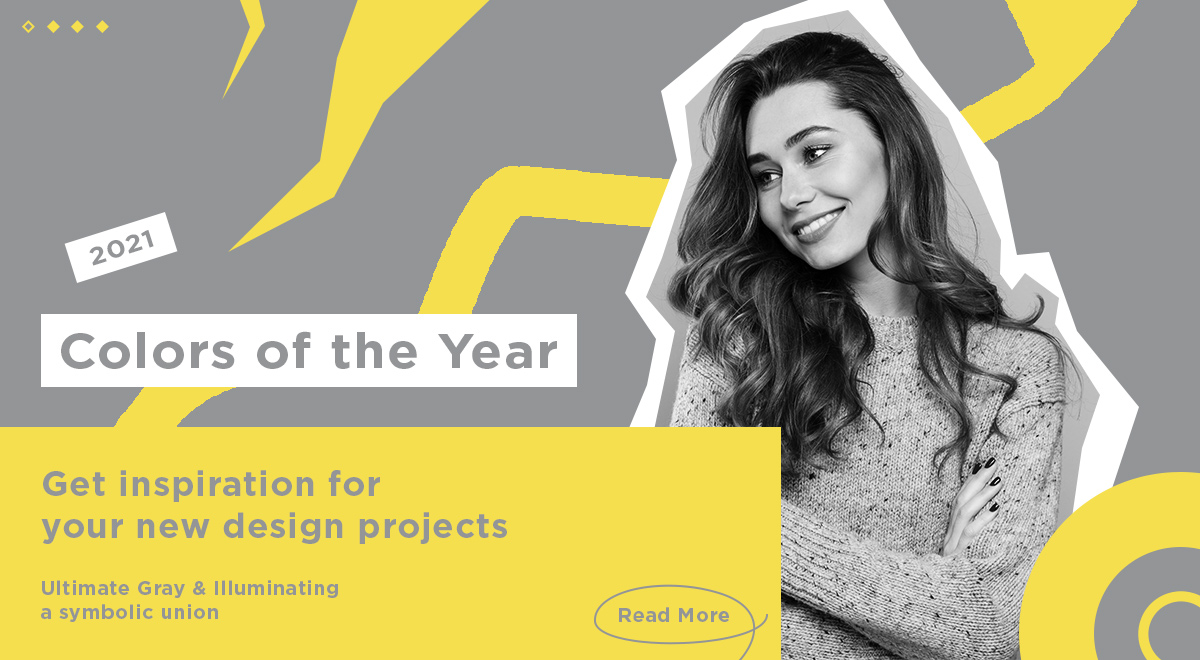 2021
Colors of the Year
Get inspiration for
your new design projects
Ultimate Gray & Illuminating
a symbolic union
Read More